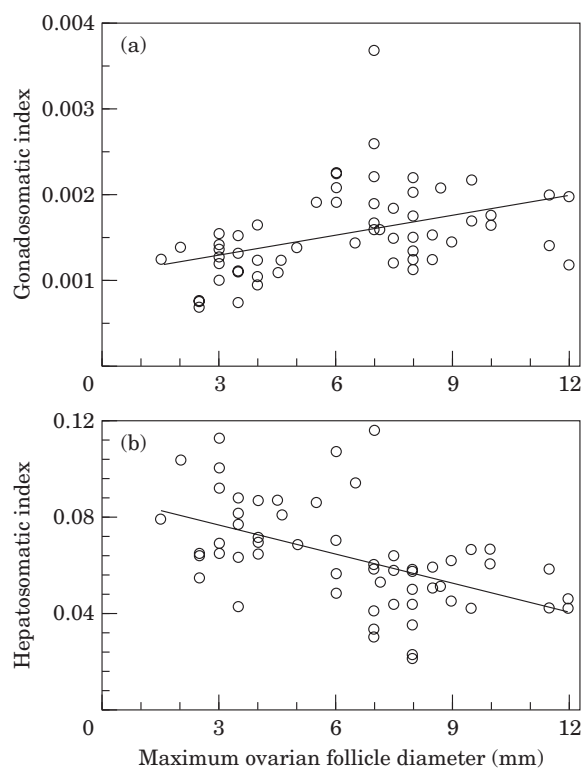 0.004
(a)
0.003
0.002
0.001
Gonadosomatic index
0 3 6 9 12
0.12
(b)
0.08
0.04
Hepatosomatic index
0 3 6 9 12
Maximum ovarian follicle diameter (mm)